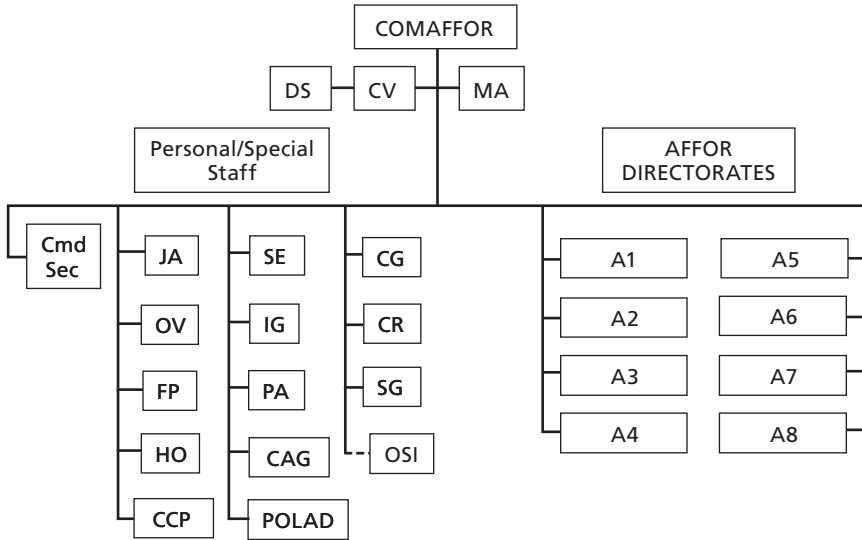 COMAFFOR
DS
CV
MA
Personal/Special
Staff
AFFOR
DIRECTORATES
Cmd
Sec
JA
OV
FP
HO
CCP
SE
IG
PA
CAG
POLAD
CG
CR
SG
OSI
A1
A2
A3
A4
A5
A6
A7
A8